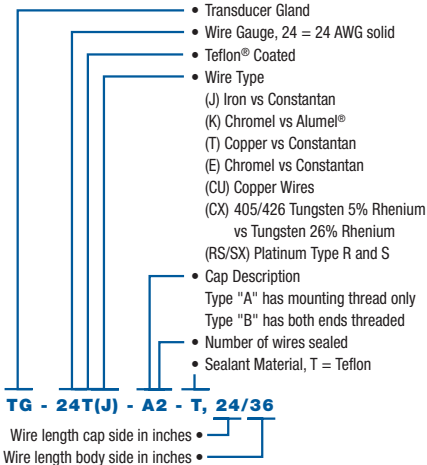 • Transducer Gland
• Wire Gauge, 24 = 24 AWG solid
• Teflon® Coated
• Wire Type
(J) Iron vs Constantan
(K) Chromel vs Alumel®
(T) Copper vs Constantan
(E) Chromel vs Constantan
(CU) Copper Wires
(CX) 405/426 Tungsten 5% Rhenium
vs Tungsten 26% Rhenium
(RS/SX) Platinum Type R and S
• Cap Description
Type "A" has mounting thread only
Type "B" has both ends threaded
• Number of wires sealed
• Sealant Material, T = Teflon
TG - 24T(J) - A2 - T, 24/36
Wire length cap side in inches •
Wire length body side in inches •